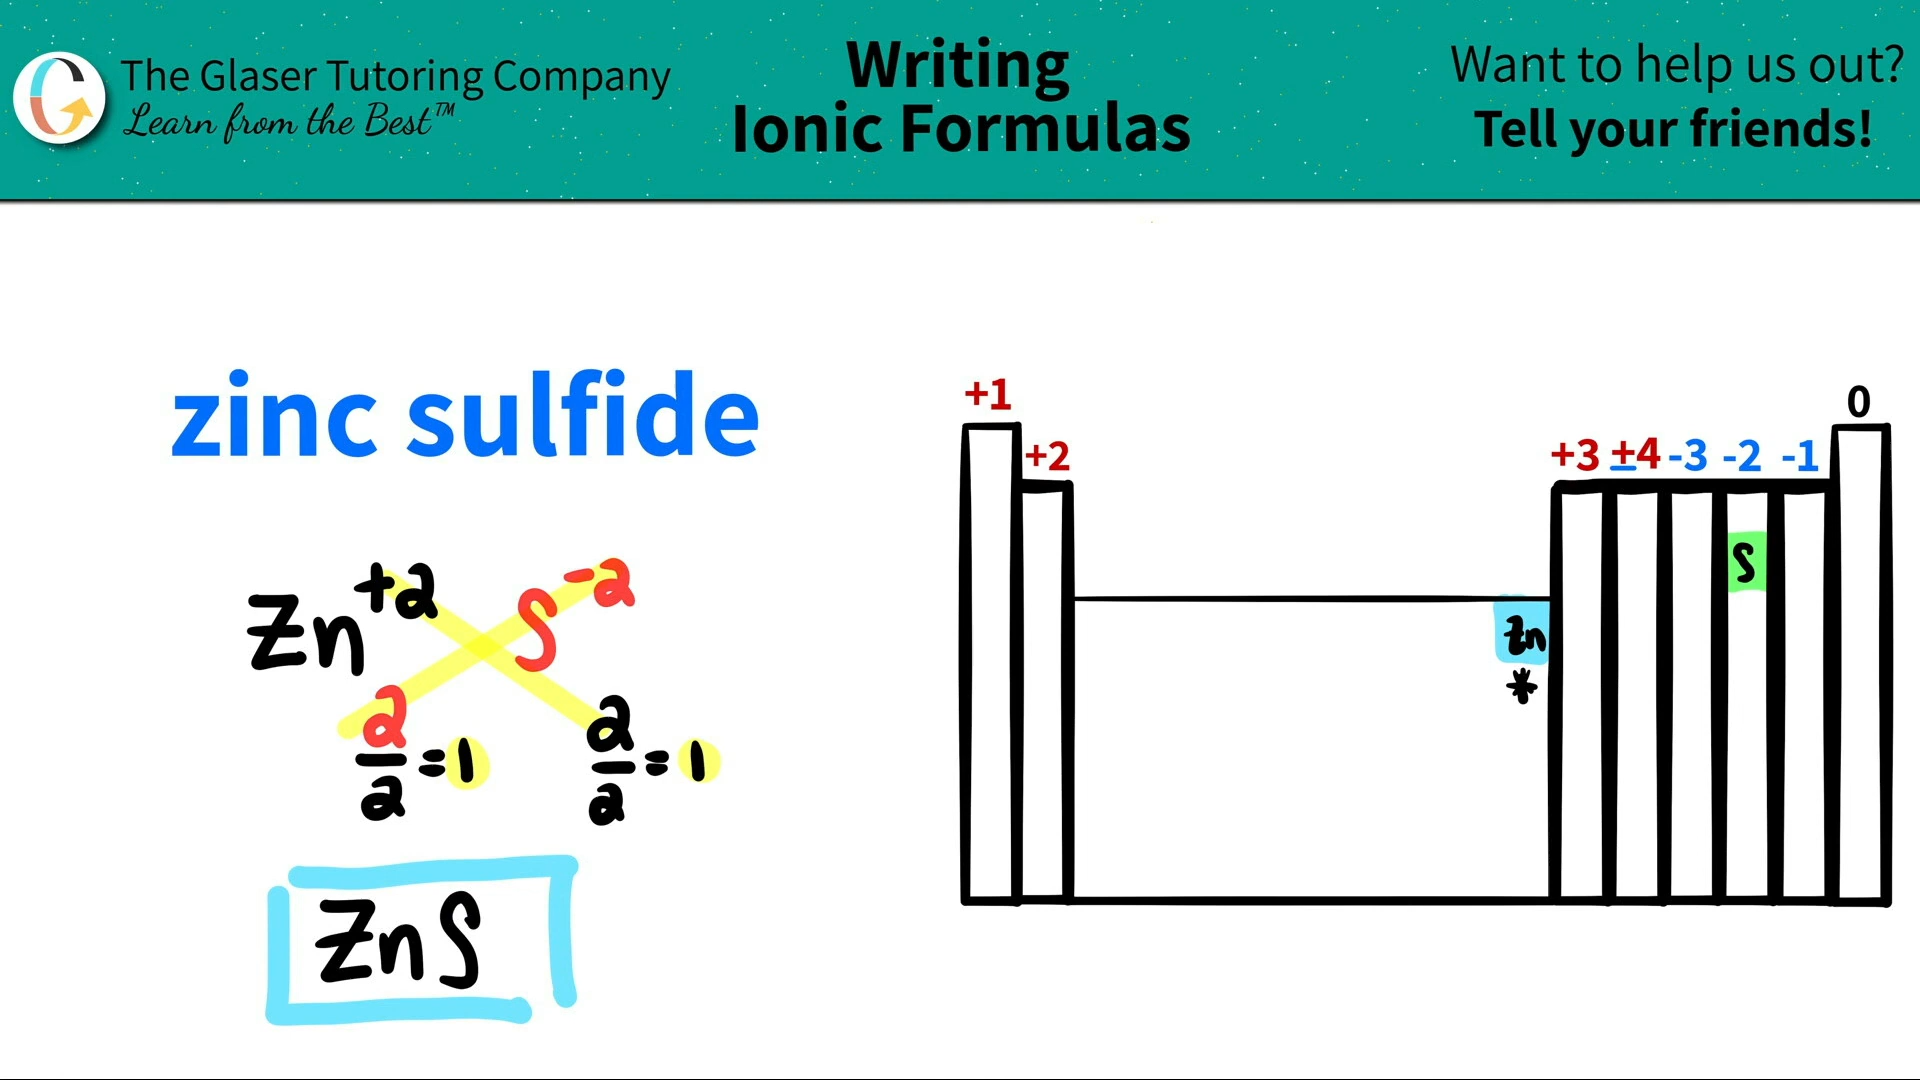 The Glaser Tutoring Company
Learn from the Best™
Writing
Ionic Formulas
Want to help us out?
Tell your friends!
zinc sulfide
Zn+2 S-2
2/2=1 2/2=1
ZnS
+1 0
+2 +3 ±4 -3 -2 -1
S
Zn
*